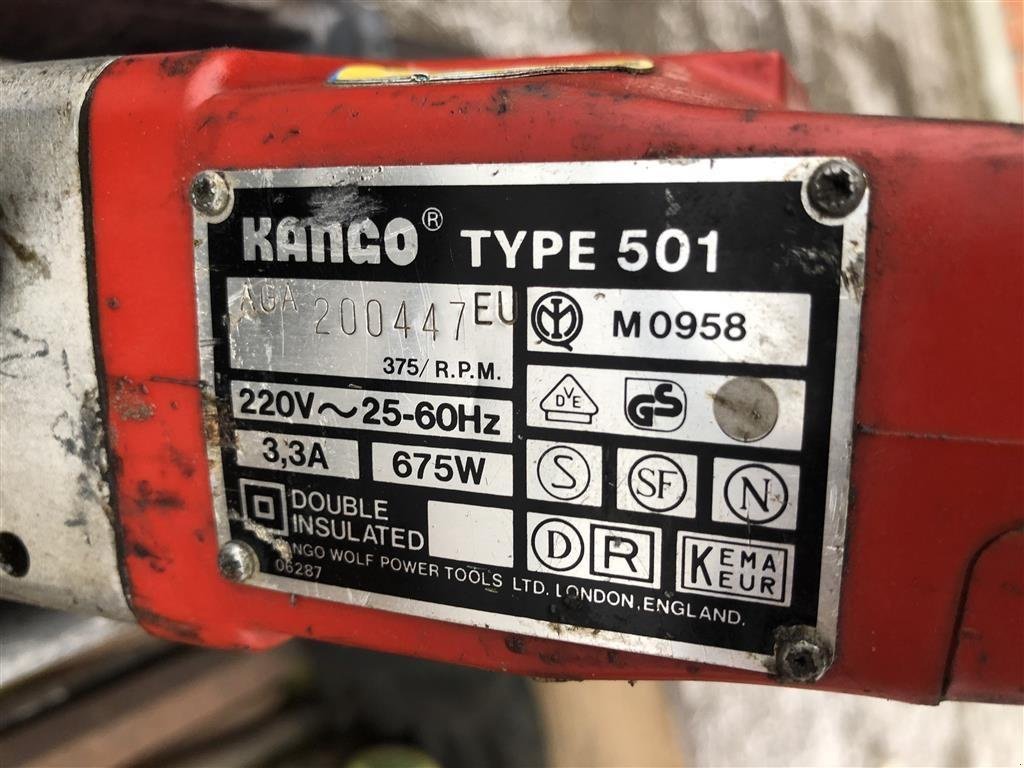 KANGO® TYPE 501
AGA 200447 EU
375/ R.P.M.
M0958
220V~25-60Hz
DVE
GS
3,3A
675W
S
SF
N
DOUBLE
INSULATED
D
R
KEMA
KEUR
NGO WOLF POWER TOOLS LTD. LONDON, ENGLAND.
06287